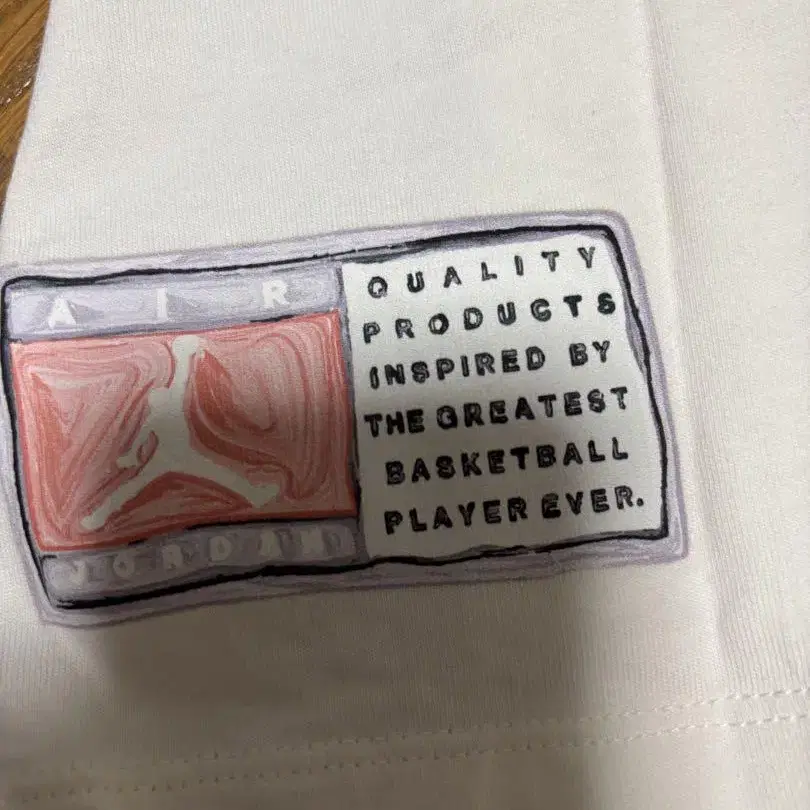 AIR
JORDAN
QUALITY
PRODUCTS
INSPIRED BY
THE GREATEST
BASKETBALL
PLAYER EVER.